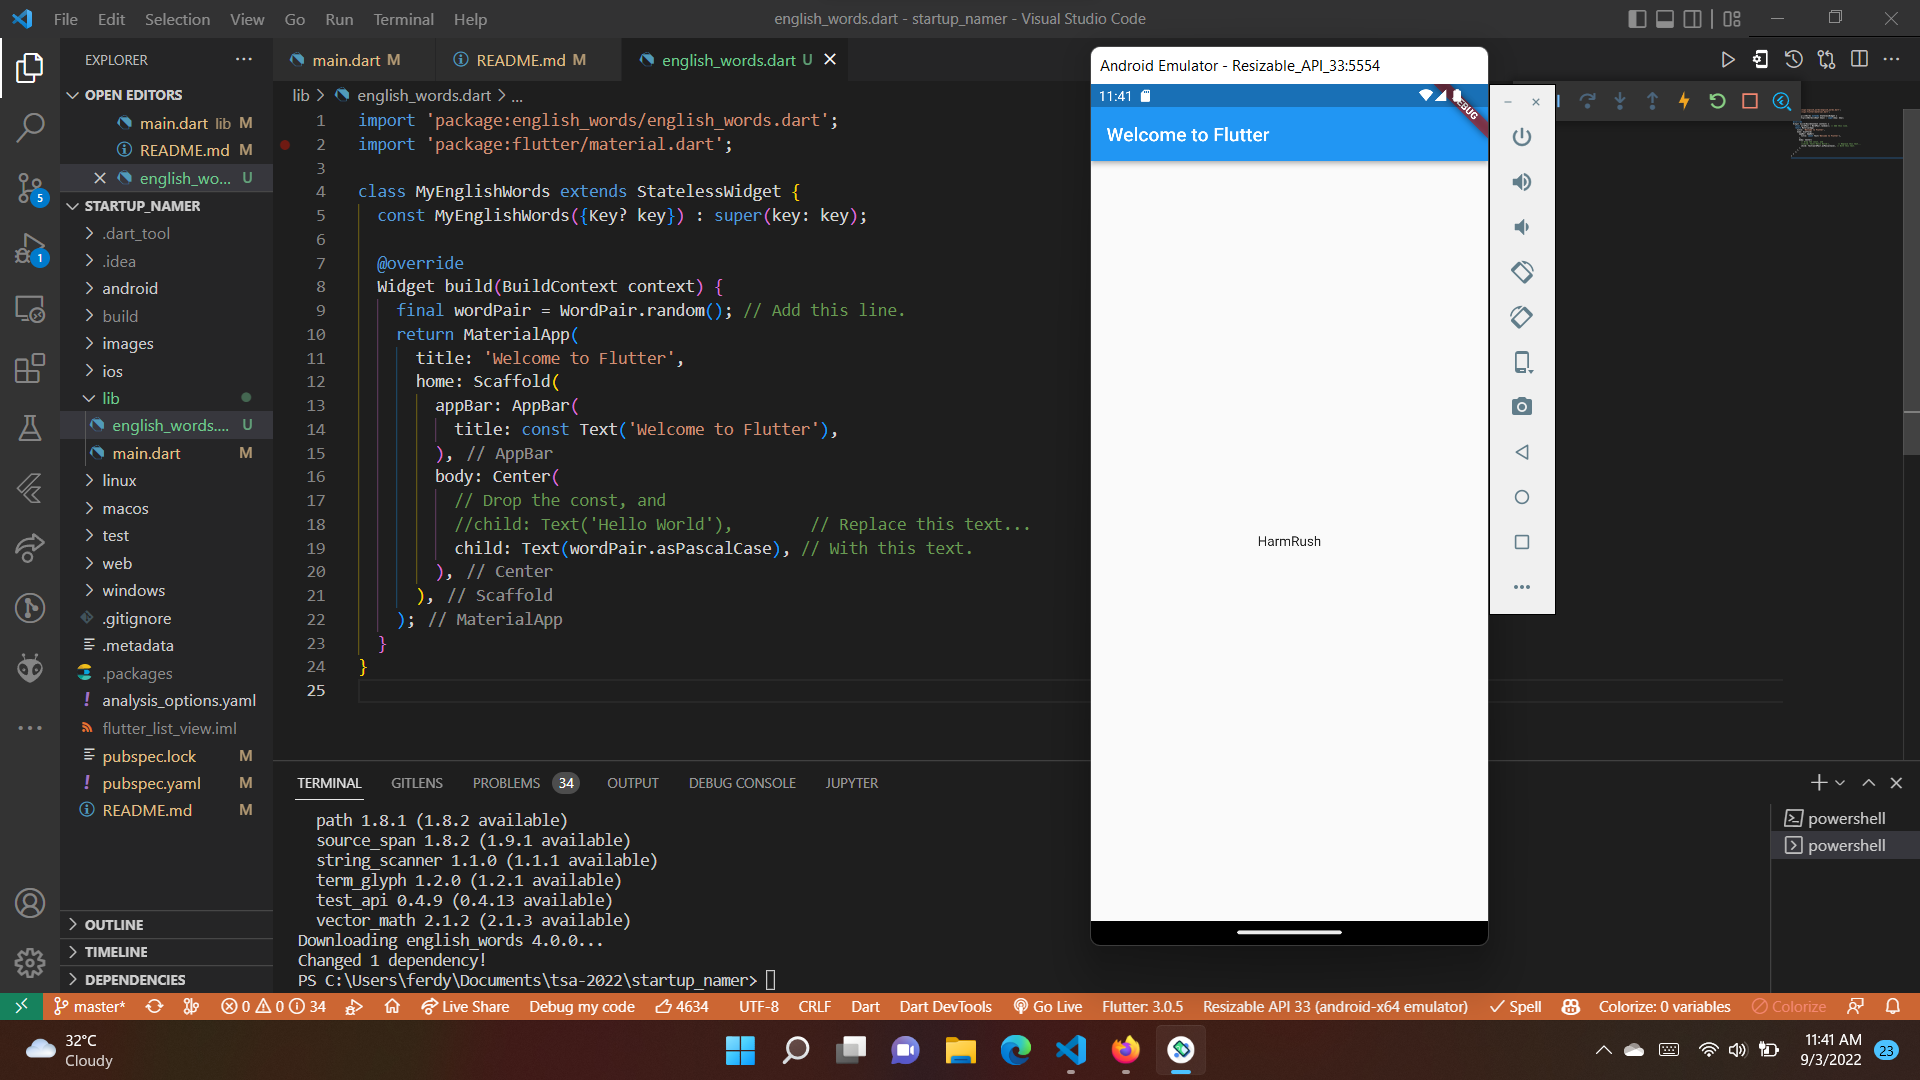 File Edit Selection View Go Run Terminal Help
english_words.dart - startup_namer - Visual Studio Code
EXPLORER
OPEN EDITORS
main.dart lib M
README.md M
english_wo... U
STARTUP_NAMER
.dart_tool
.idea
android
build
images
ios
lib
english_words.... U
main.dart M
linux
macos
test
web
windows
.gitignore
.metadata
.packages
analysis_options.yaml
flutter_list_view.iml
pubspec.lock M
pubspec.yaml M
README.md M
OUTLINE
TIMELINE
DEPENDENCIES
5
1
main.dart M
README.md M
english_words.dart U
lib > english_words.dart > ...
1 import 'package:english_words/english_words.dart';
2 import 'package:flutter/material.dart';
3
4 class MyEnglishWords extends StatelessWidget {
5 const MyEnglishWords({Key? key}) : super(key: key);
6
7 @override
8 Widget build(BuildContext context) {
9 final wordPair = WordPair.random(); // Add this line.
10 return MaterialApp(
11 title: 'Welcome to Flutter',
12 home: Scaffold(
13 appBar: AppBar(
14 title: const Text('Welcome to Flutter'),
15 ), // AppBar
16 body: Center(
17 // Drop the const, and
18 //child: Text('Hello World'), // Replace this text...
19 child: Text(wordPair.asPascalCase), // With this text.
20 ), // Center
21 ), // Scaffold
22 ); // MaterialApp
23 }
24 }
25
Android Emulator - Resizable_API_33:5554
11:41
DEBUG
Welcome to Flutter
HarmRush
TERMINAL GITLENS PROBLEMS 34 OUTPUT DEBUG CONSOLE JUPYTER
path 1.8.1 (1.8.2 available)
source_span 1.8.2 (1.9.1 available)
string_scanner 1.1.0 (1.1.1 available)
term_glyph 1.2.0 (1.2.1 available)
test_api 0.4.9 (0.4.13 available)
vector_math 2.1.2 (2.1.3 available)
Downloading english_words 4.0.0...
Changed 1 dependency!
PS C:\Users\ferdy\Documents\tsa-2022\startup_namer>
powershell
powershell
master* 0 0 34 Live Share Debug my code 4634 UTF-8 CRLF Dart Dart DevTools Go Live Flutter: 3.0.5 Resizable API 33 (android-x64 emulator) Spell Colorize: 0 variables Colorize
32°C
Cloudy
11:41 AM
9/3/2022
23